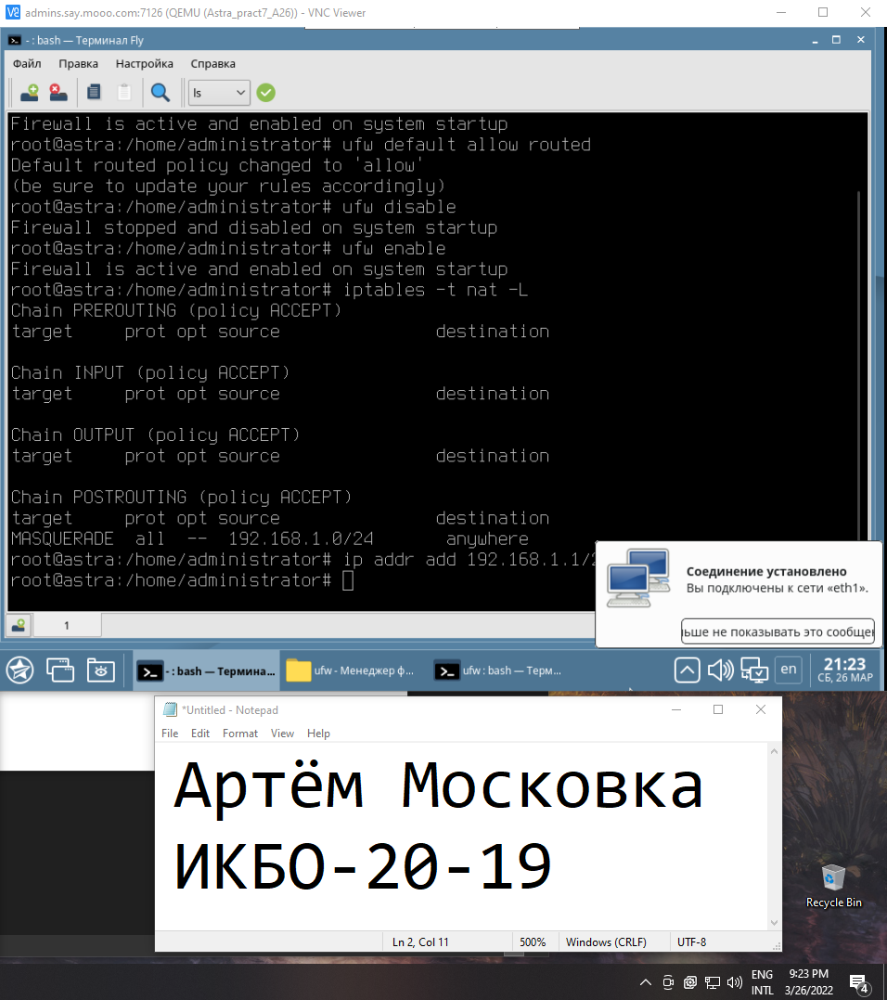 admins.say.mooo.com:7126 (QEMU (Astra_pract7_A26)) - VNC Viewer
- : bash — Терминал Fly
Файл Правка Настройка Справка
ls
Firewall is active and enabled on system startup
root@astra:/home/administrator# ufw default allow routed
Default routed policy changed to 'allow'
(be sure to update your rules accordingly)
root@astra:/home/administrator# ufw disable
Firewall stopped and disabled on system startup
root@astra:/home/administrator# ufw enable
Firewall is active and enabled on system startup
root@astra:/home/administrator# iptables -t nat -L
Chain PREROUTING (policy ACCEPT)
target prot opt source destination
Chain INPUT (policy ACCEPT)
target prot opt source destination
Chain OUTPUT (policy ACCEPT)
target prot opt source destination
Chain POSTROUTING (policy ACCEPT)
target prot opt source destination
MASQUERADE all -- 192.168.1.0/24 anywhere
root@astra:/home/administrator# ip addr add 192.168.1.1/2
root@astra:/home/administrator#
Соединение установлено
Вы подключены к сети «eth1».
ьше не показывать это сообщен
1
- : bash — Термина...
ufw - Менеджер ф...
ufw : bash — Терм...
en
21:23
СБ, 26 МАР
*Untitled - Notepad
File Edit Format View Help
Артём Московка
ИКБО-20-19
Ln 2, Col 11 500% Windows (CRLF) UTF-8
Recycle Bin
ENG
INTL
9:23 PM
3/26/2022
4